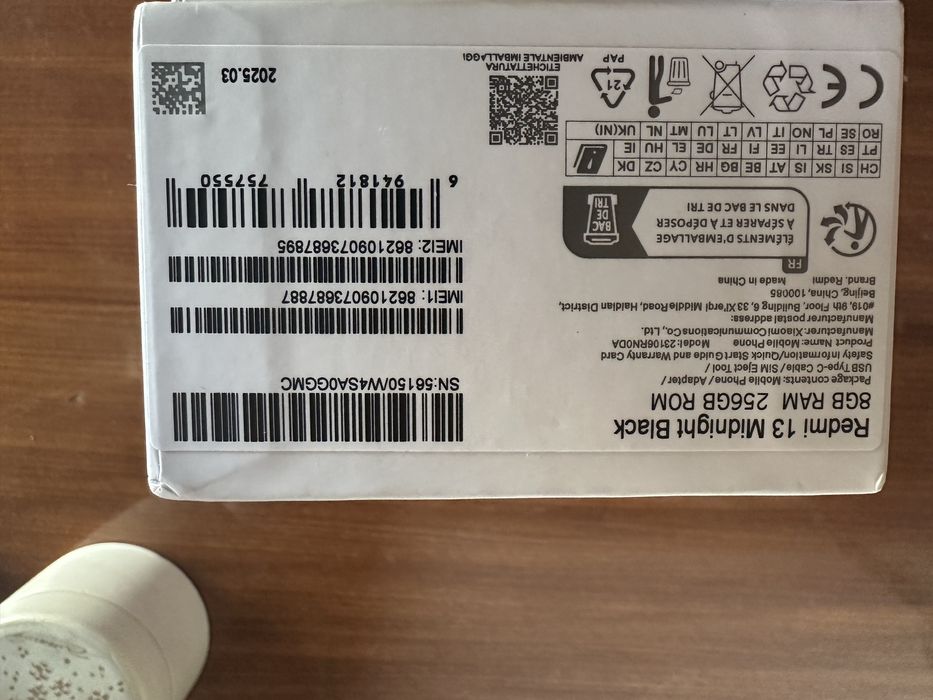 Redmi 13 Midnight Black
8GB RAM 256GB ROM
Package contents: Mobile Phone / Adapter /
USB Type-C Cable / SIM Eject Tool /
Safety Information/Quick Start Guide and Warranty Card
Product Name: Mobile Phone Model: 23106RN0DA
Manufacturer: Xiaomi Communications Co., Ltd.
Manufacturer postal address:
#019, 9th Floor, Building 6, 33 Xi'erqi Middle Road, Haidian District,
Beijing, China, 100085
Brand: Redmi Made in China
SN:56150/W4SA0GGMC
IMEI1: 862109073687887
IMEI2: 862109073687895
6 941812 757550
FR
ÉLÉMENTS D'EMBALLAGE
À SÉPARER ET À DÉPOSER
DANS LE BAC DE TRI
BAC
DE
TRI
CH SI SK IS AT BE BG HR CY CZ DK
PT ES TR LI EE FI FR DE EL HU IE
RO SE PL NO IT LV LT LU MT NL UK(NI)
CE
21
PAP
ETICHETTATURA
AMBIENTALE IMBALLAGGI
2025.03